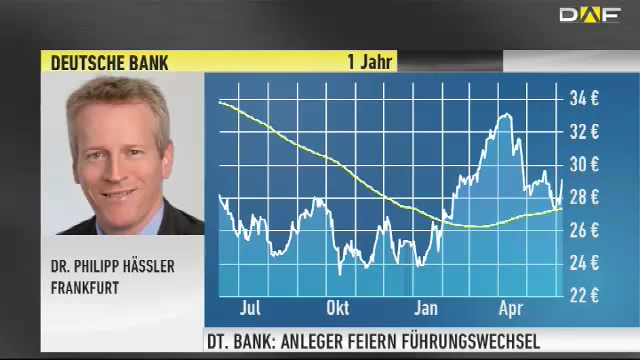 DAF
DEUTSCHE BANK
1 Jahr
34 €
32 €
30 €
28 €
26 €
24 €
22 €
Jul Okt Jan Apr
DR. PHILIPP HÄSSLER
FRANKFURT
DT. BANK: ANLEGER FEIERN FÜHRUNGSWECHSEL